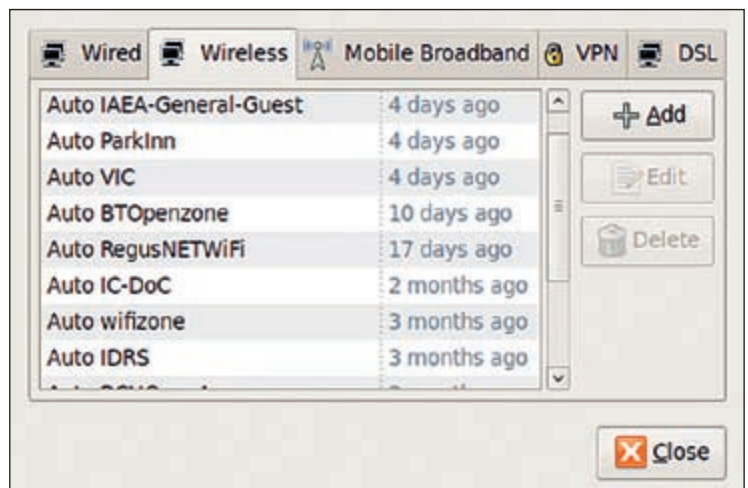 Wired Wireless Mobile Broadband VPN DSL
Auto IAEA-General-Guest 4 days ago
Auto ParkInn 4 days ago
Auto VIC 4 days ago
Auto BTOpenzone 10 days ago
Auto RegusNETWiFi 17 days ago
Auto IC-DoC 2 months ago
Auto wifizone 3 months ago
Auto IDRS 3 months ago
Add
Edit
Delete
Close